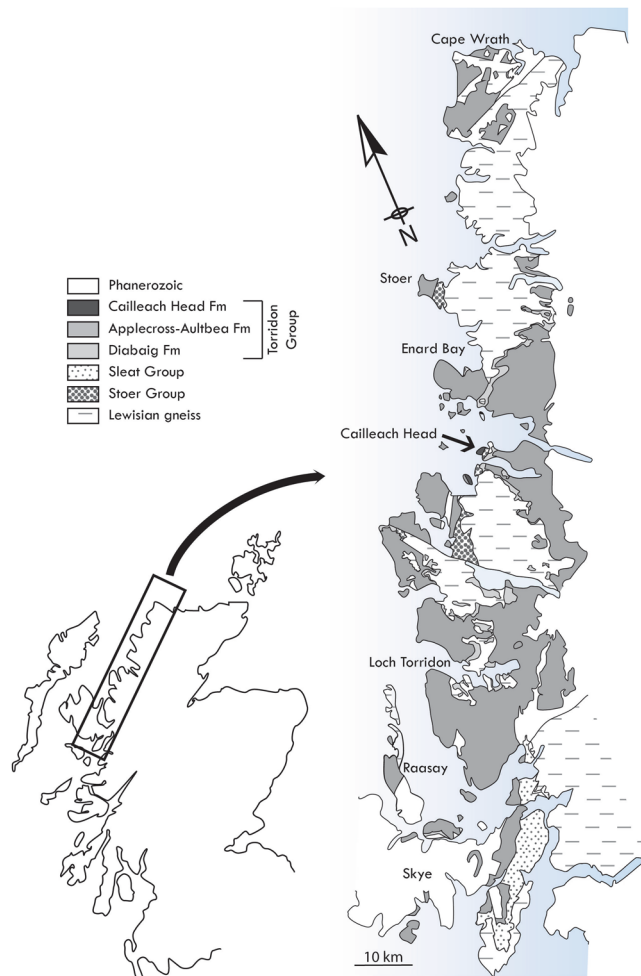 Cape Wrath
N
Stoer
Phanerozoic
Cailleach Head Fm
Applecross-Aultbea Fm
Diabaig Fm
Torridon
Group
Sleat Group
Stoer Group
Lewisian gneiss
Enard Bay
Cailleach Head
Loch Torridon
Raasay
Skye
10 km